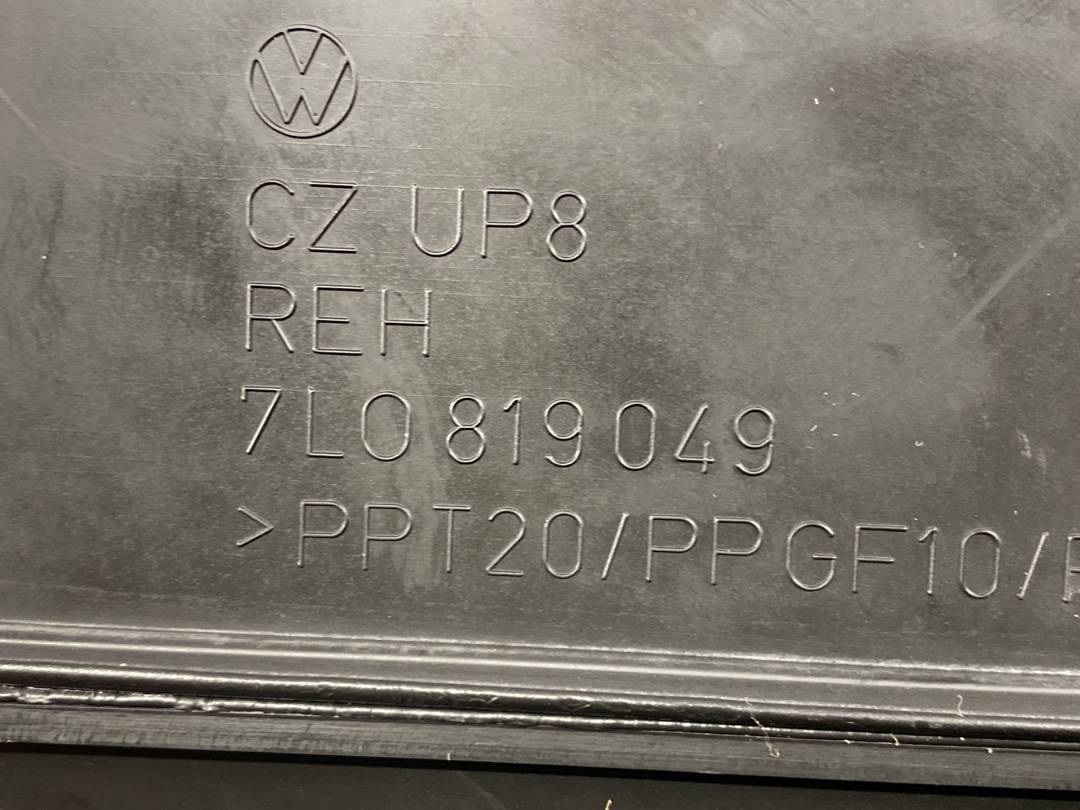 CZ UP8
REH
7L0 819 049
>PPT20/PPGF10/